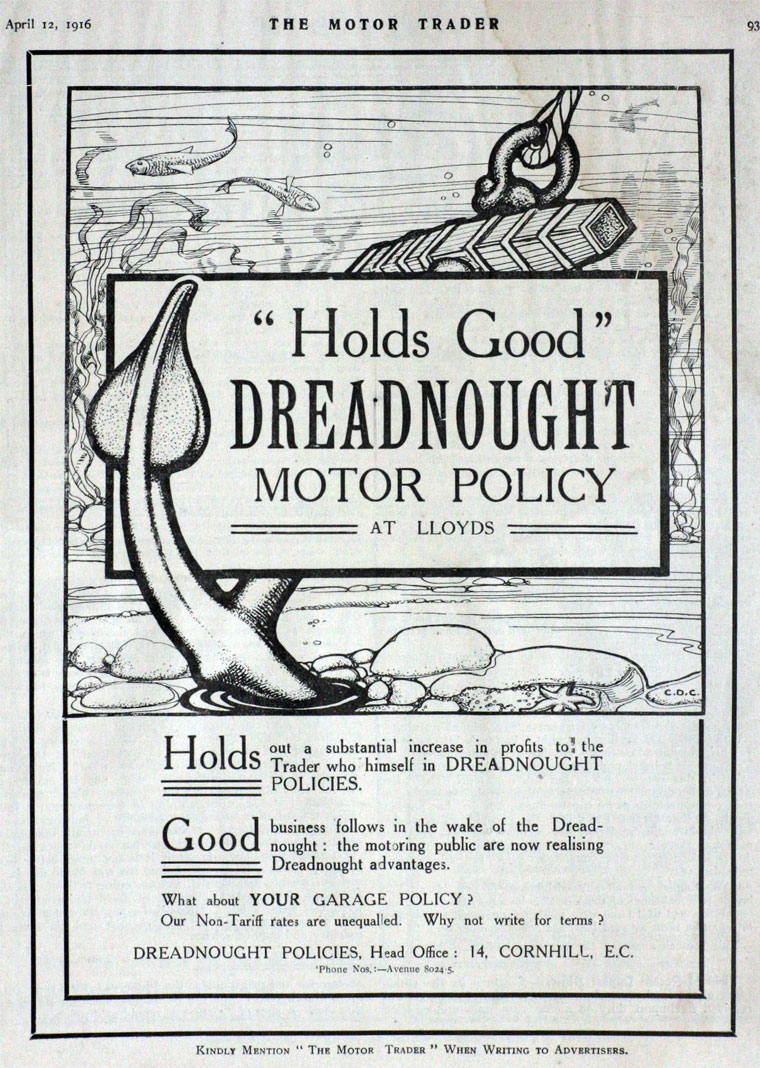 April 12, 1916 THE MOTOR TRADER 93
“Holds Good”
DREADNOUGHT
MOTOR POLICY
AT LLOYDS
C.D.C.
Holds out a substantial increase in profits to the
Trader who himself in DREADNOUGHT
POLICIES.
Good business follows in the wake of the Dread-
nought : the motoring public are now realising
Dreadnought advantages.
What about YOUR GARAGE POLICY ?
Our Non-Tariff rates are unequalled. Why not write for terms ?
DREADNOUGHT POLICIES, Head Office : 14, CORNHILL, E.C.
'Phone Nos. :—Avenue 8024-5.
KINDLY MENTION “ THE MOTOR TRADER ” WHEN WRITING TO ADVERTISERS.